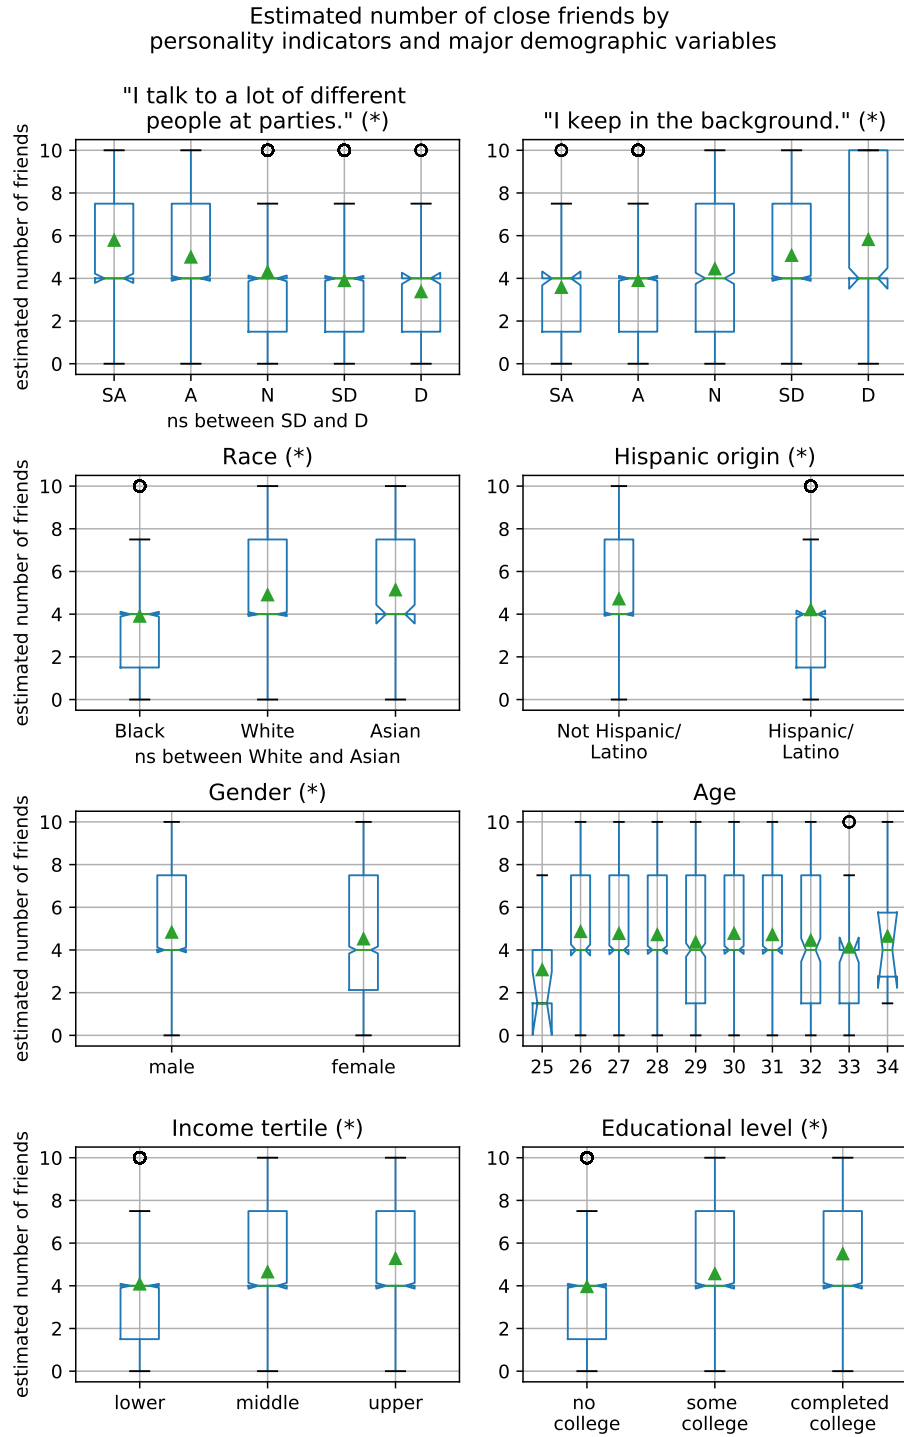 Estimated number of close friends by
personality indicators and major demographic variables
"I talk to a lot of different
people at parties." (*)
estimated number of friends
10
8
6
4
2
0
SA A N SD D
ns between SD and D
"I keep in the background." (*)
10
8
6
4
2
0
SA A N SD D
Race (*)
estimated number of friends
10
8
6
4
2
0
Black White Asian
ns between White and Asian
Hispanic origin (*)
10
8
6
4
2
0
Not Hispanic/ Hispanic/
Latino Latino
Gender (*)
estimated number of friends
10
8
6
4
2
0
male female
Age
10
8
6
4
2
0
25 26 27 28 29 30 31 32 33 34
Income tertile (*)
estimated number of friends
10
8
6
4
2
0
lower middle upper
Educational level (*)
10
8
6
4
2
0
no some completed
college college college